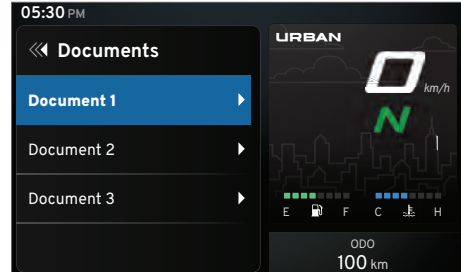 05:30 PM
Documents
Document 1
Document 2
Document 3
URBAN
0 km/h
N
E F C H
ODO
100 km